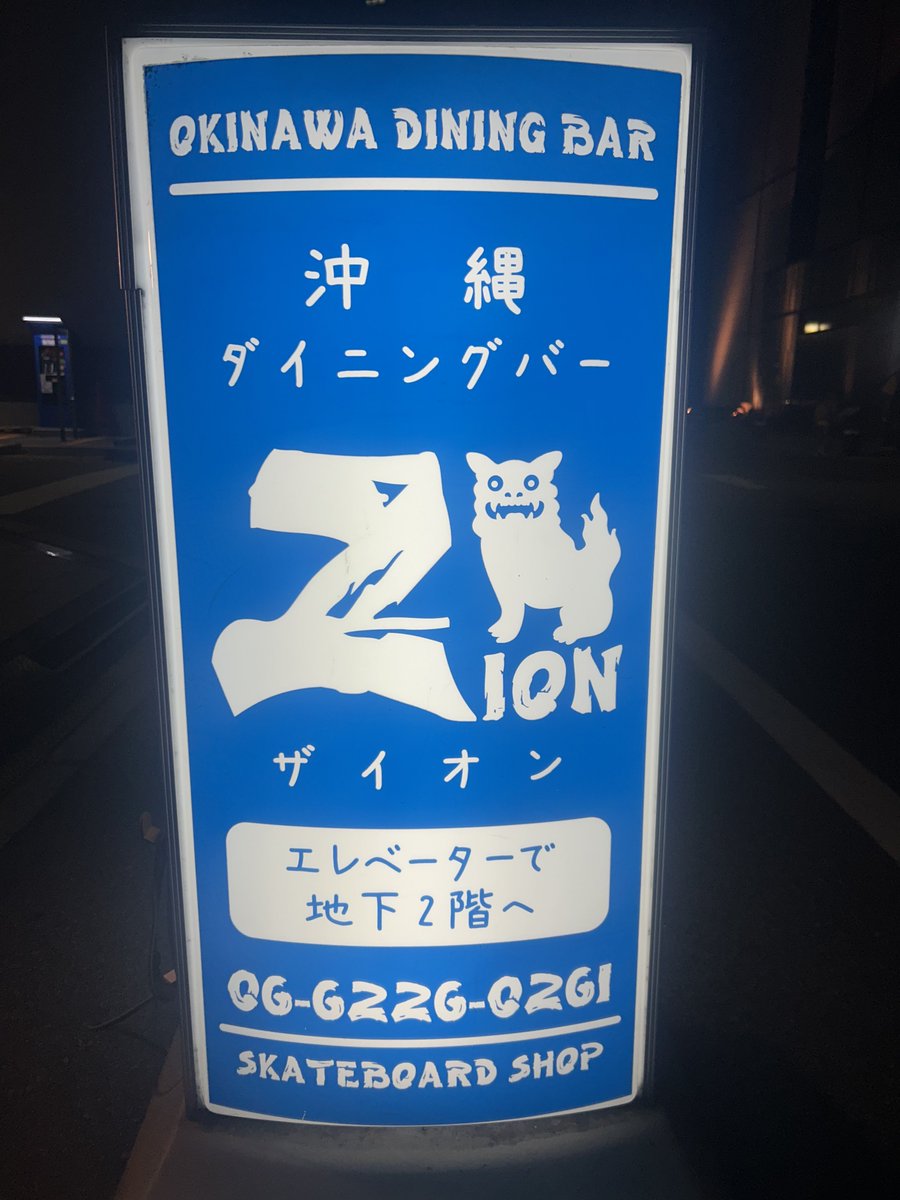 OKINAWA DINING BAR
沖縄
ダイニングバー
ZION
ザイオン
エレベーターで
地下2階へ
06-6226-0261
SKATEBOARD SHOP